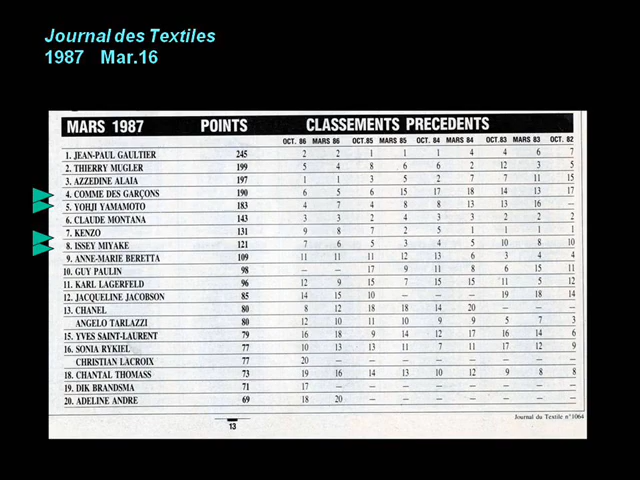 Journal des Textiles
1987 Mar.16
MARS 1987 POINTS CLASSEMENTS PRECEDENTS
OCT. 86 MARS 86 OCT.85 MARS 85 OCT. 84 MARS 84 OCT.83 MARS 83 OCT. 82
1. JEAN-PAUL GAULTIER 245 2 2 1 1 1 4 4 6 7
2. THIERRY MUGLER 199 5 4 8 6 6 2 12 3 5
3. AZZEDINE ALAIA 197 1 1 3 5 2 7 7 11 15
4. COMME DES GARÇONS 190 6 5 6 15 17 18 14 13 17
5. YOHJI YAMAMOTO 183 4 7 4 8 8 13 13 16 —
6. CLAUDE MONTANA 143 3 3 2 4 3 3 2 2 2
7. KENZO 131 9 8 7 2 5 1 1 1 1
8. ISSEY MIYAKE 121 7 6 5 3 4 5 10 8 10
9. ANNE-MARIE BERETTA 109 11 11 11 12 13 6 3 4 4
10. GUY PAULIN 98 — — 17 9 11 8 6 15 11
11. KARL LAGERFELD 96 12 9 15 7 15 15 11 5 12
12. JACQUELINE JACOBSON 85 14 15 10 — — — 19 18 14
13. CHANEL 80 8 12 18 18 14 20 — — —
ANGELO TARLAZZI 80 12 10 11 10 9 9 5 7 3
15. YVES SAINT-LAURENT 79 16 18 9 14 12 17 16 14 6
16. SONIA RYKIEL 77 10 13 13 11 7 11 17 12 9
CHRISTIAN LACROIX 77 20 — — — — — — — —
18. CHANTAL THOMASS 73 19 16 14 13 10 12 9 8 8
19. DIK BRANDSMA 71 17 — — — — — — — —
20. ADELINE ANDRE 69 18 20 — — — — — — —
13
Journal du Textile n°1064